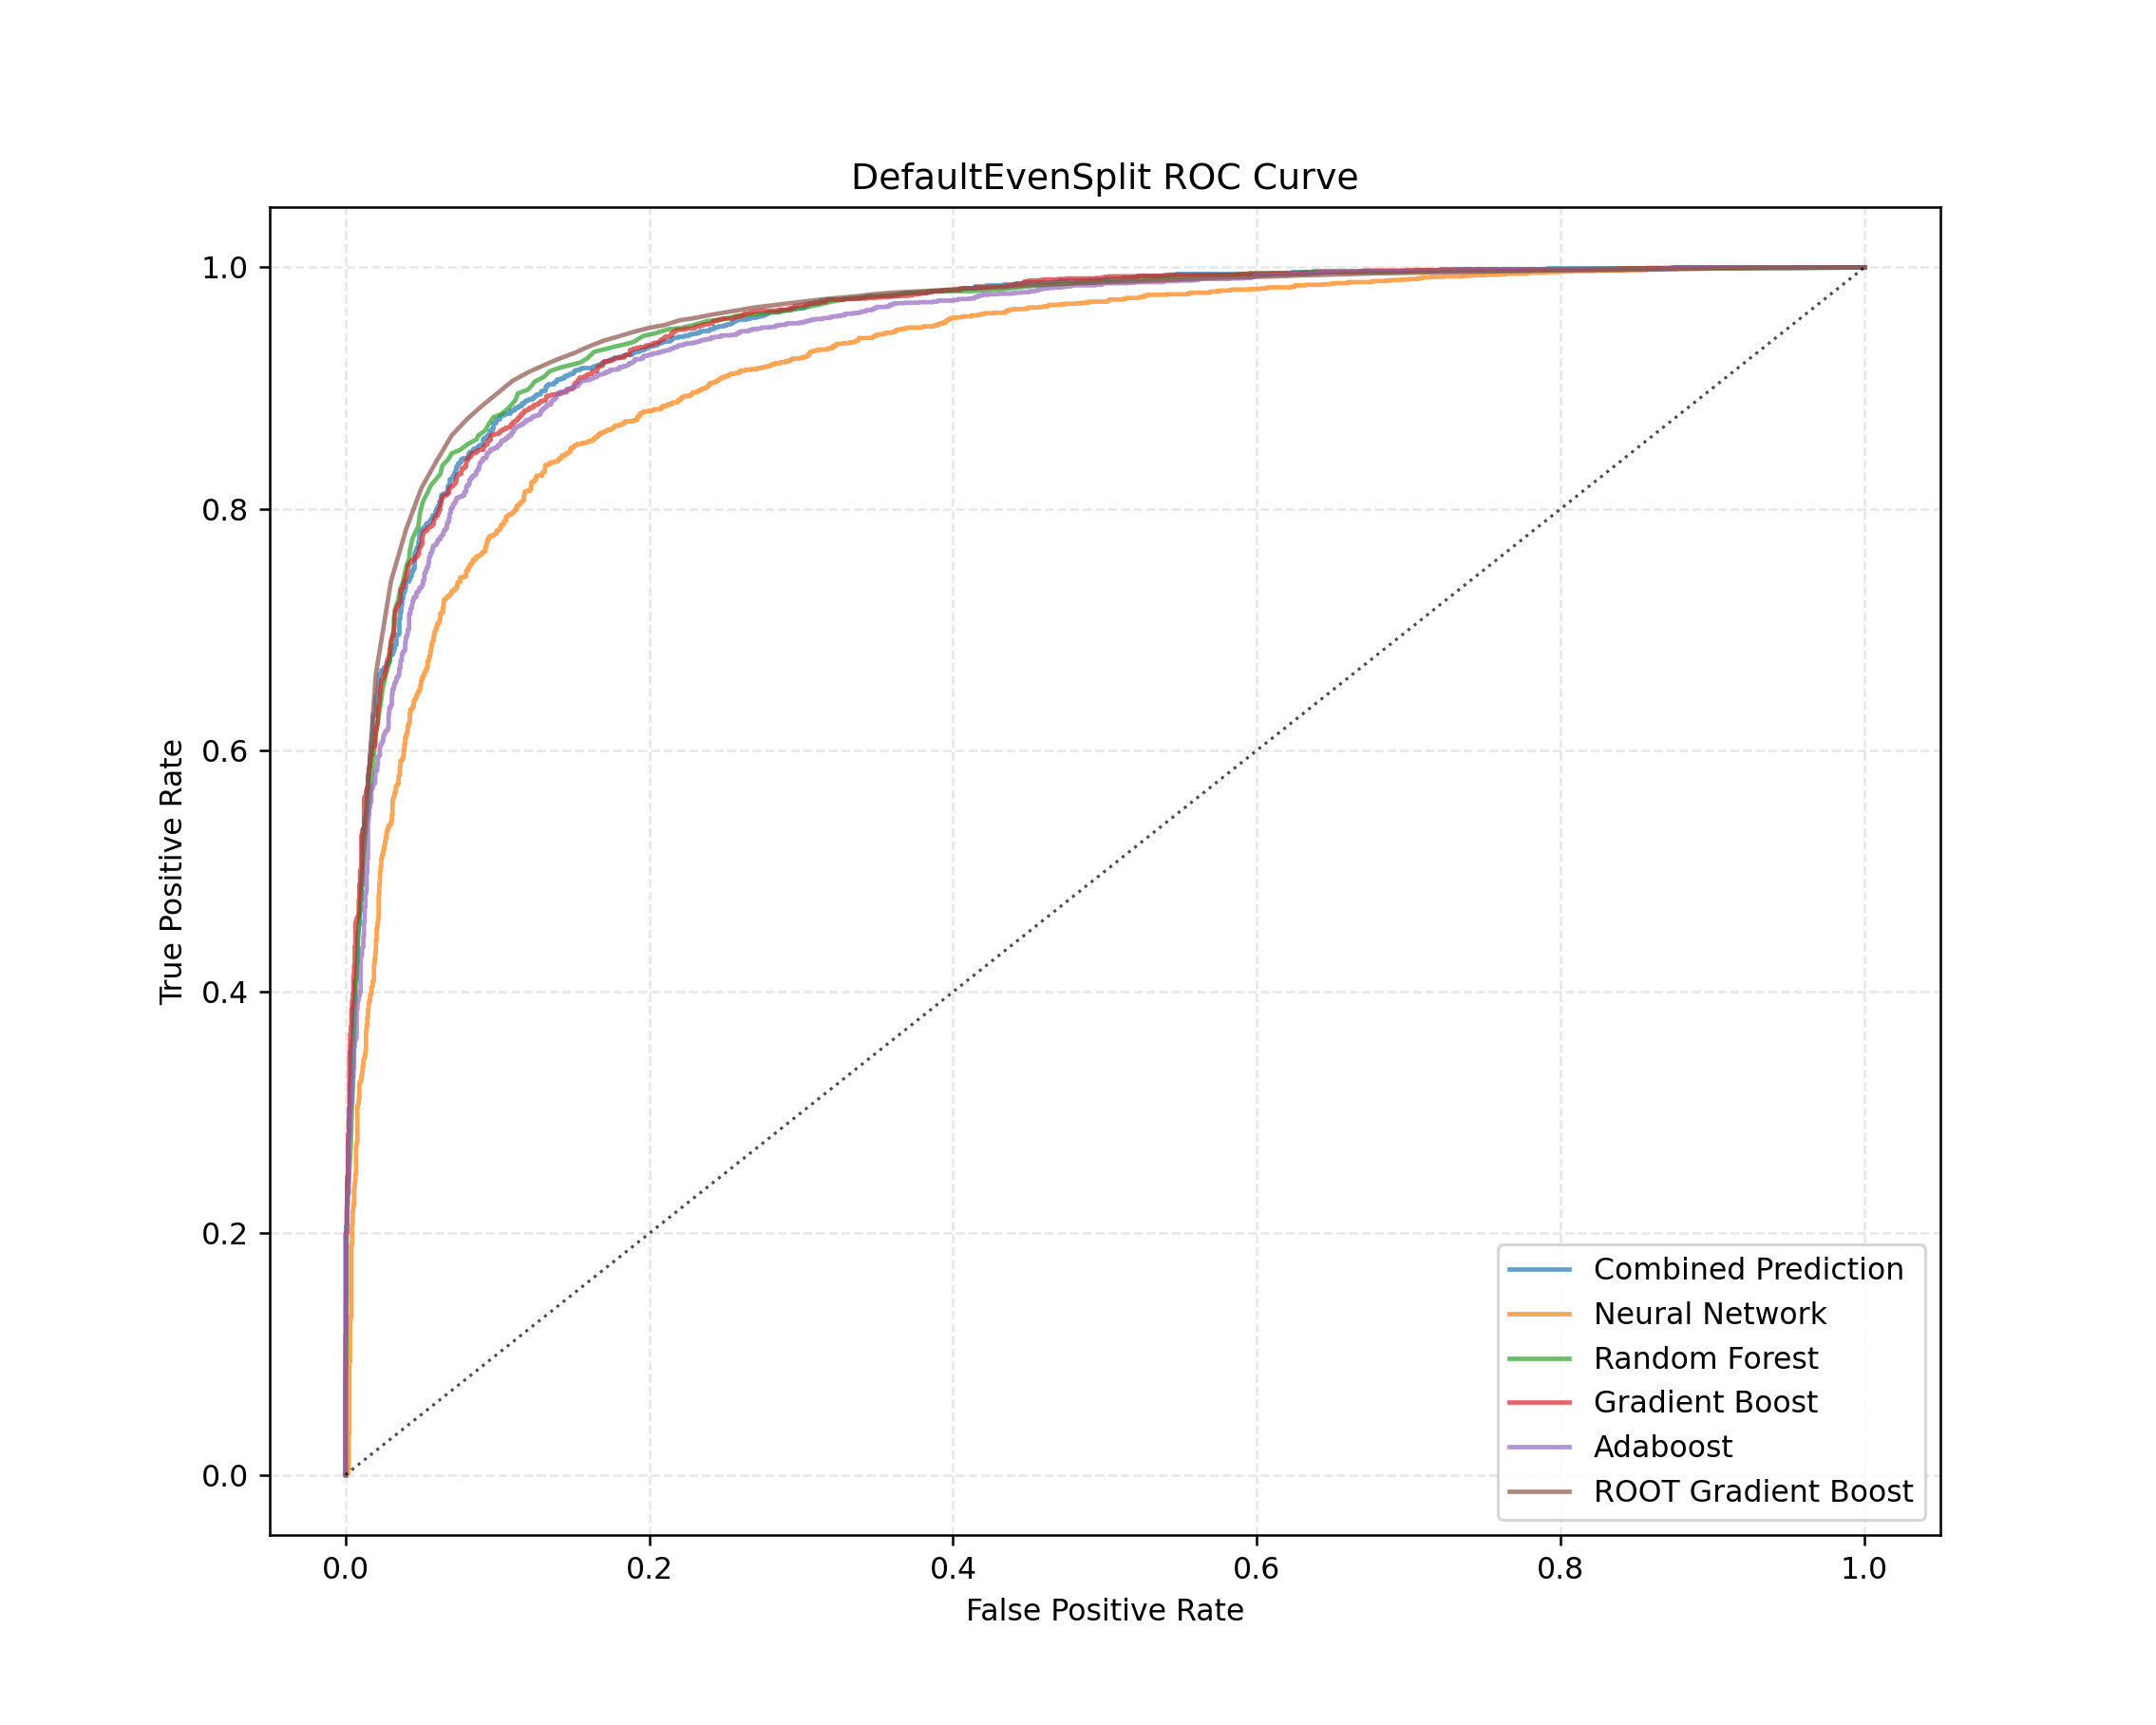 DefaultEvenSplit ROC Curve
True Positive Rate
1.0
0.8
0.6
0.4
0.2
0.0
0.0 0.2 0.4 0.6 0.8 1.0
False Positive Rate
Combined Prediction
Neural Network
Random Forest
Gradient Boost
Adaboost
ROOT Gradient Boost